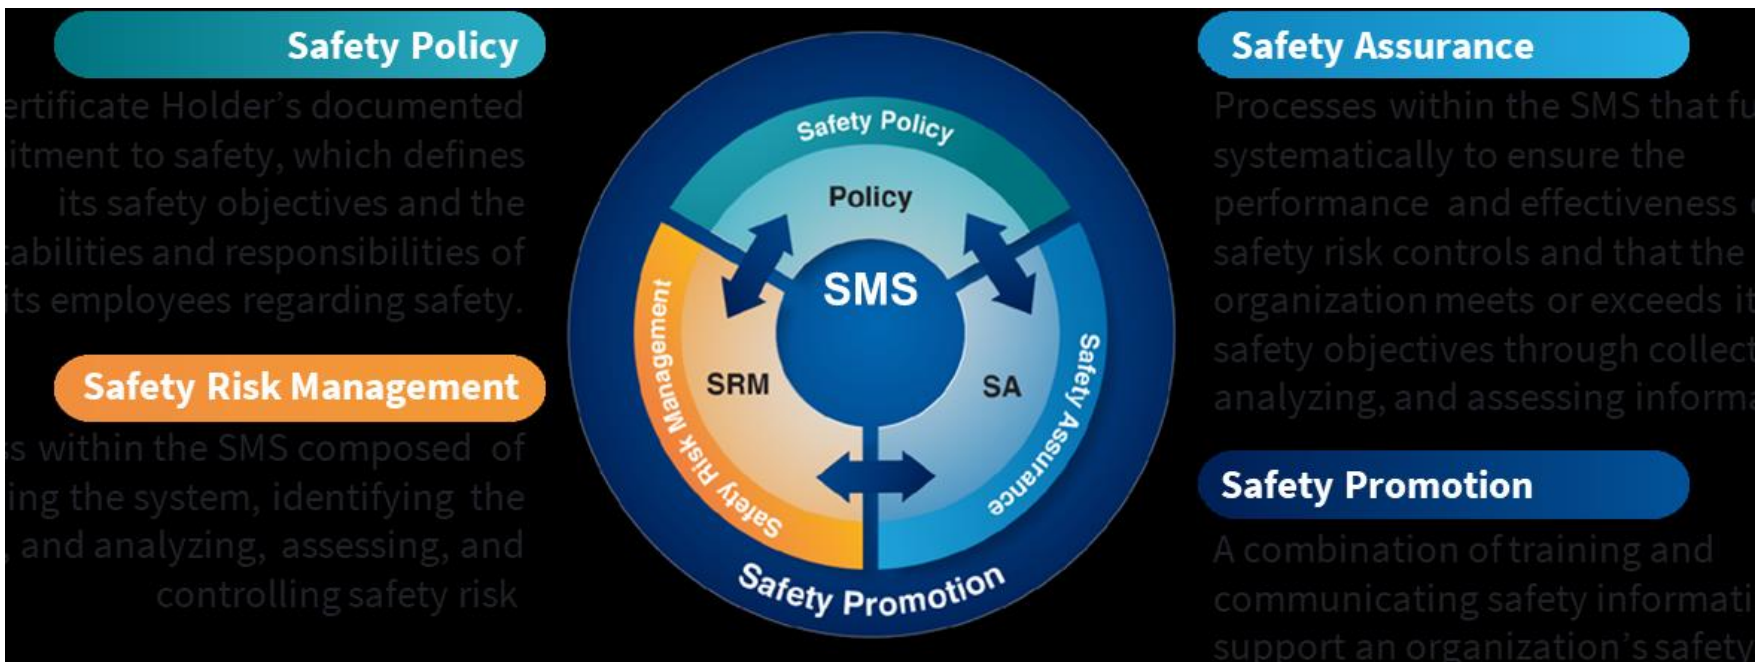 Safety Policy
Certificate Holder's documented
itment to safety, which defines
its safety objectives and the
tabilities and responsibilities of
its employees regarding safety.
Safety Risk Management
ss within the SMS composed of
ing the system, identifying the
, and analyzing, assessing, and
controlling safety risk
Safety Policy
Policy
SMS
SRM
SA
Safety Risk Management
Safety Assurance
Safety Promotion
Safety Assurance
Processes within the SMS that fu
systematically to ensure the
performance and effectiveness
safety risk controls and that the
organization meets or exceeds it
safety objectives through collect
analyzing, and assessing informa
Safety Promotion
A combination of training and
communicating safety informati
support an organization's safety